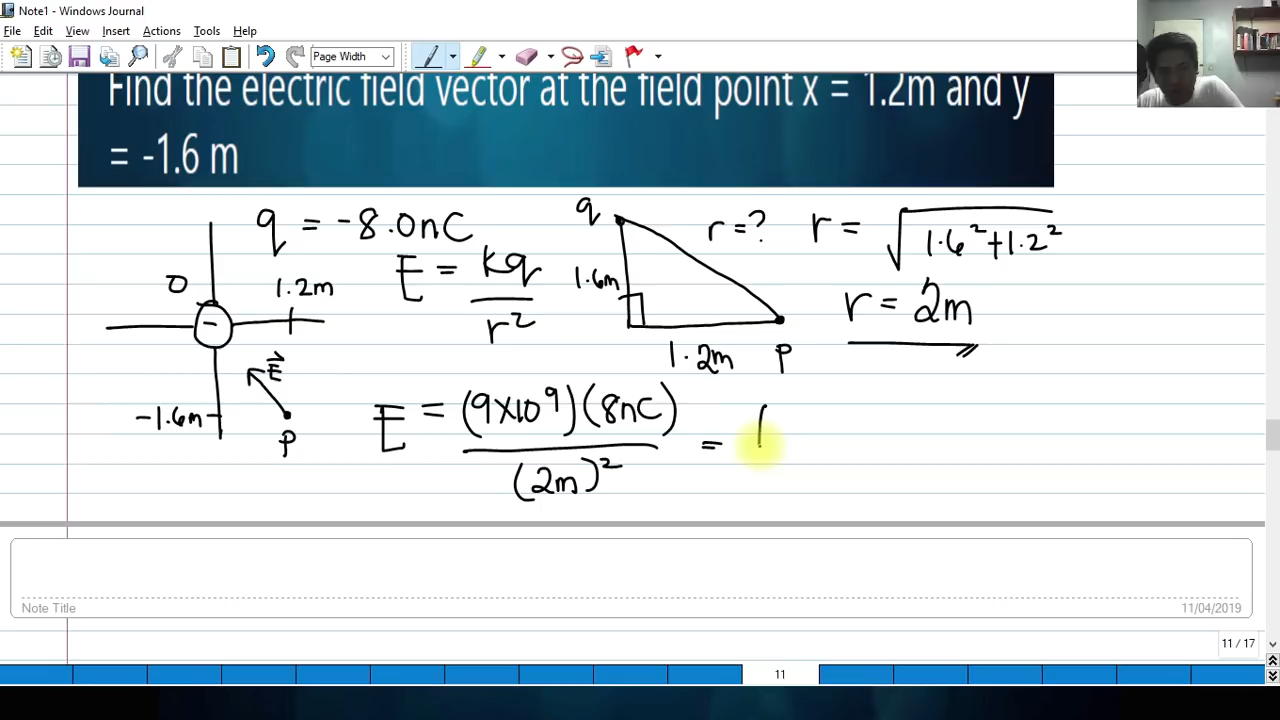 Note1 - Windows Journal
File Edit View Insert Actions Tools Help
Page Width
Find the electric field vector at the field point x = 1.2m and y
= -1.6 m
q = -8.0nC
E = kq / r²
O
1.2m
-1.6m
E⃗
P
q
r = ?
1.6m
1.2m
P
r = √1.6² + 1.2²
r = 2m
E = (9x10⁹)(8nC) / (2m)² = 1
Note Title
11/04/2019
11 / 17
11